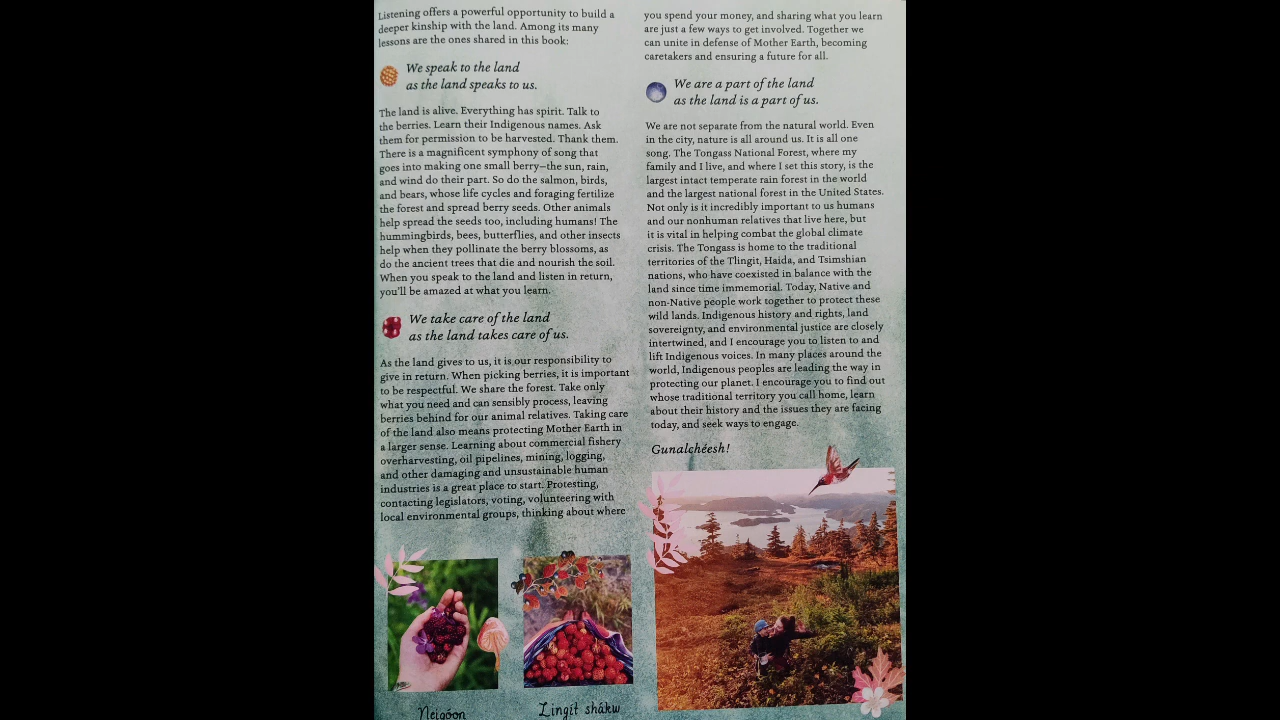 Listening offers a powerful opportunity to build a
deeper kinship with the land. Among its many
lessons are the ones shared in this book:
We speak to the land
as the land speaks to us.
The land is alive. Everything has spirit. Talk to
the berries. Learn their Indigenous names. Ask
them for permission to be harvested. Thank them.
There is a magnificent symphony of song that
goes into making one small berry—the sun, rain,
and wind do their part. So do the salmon, birds,
and bears, whose life cycles and foraging fertilize
the forest and spread berry seeds. Other animals
help spread the seeds too, including humans! The
hummingbirds, bees, butterflies, and other insects
help when they pollinate the berry blossoms, as
do the ancient trees that die and nourish the soil.
When you speak to the land and listen in return,
you'll be amazed at what you learn.
We take care of the land
as the land takes care of us.
As the land gives to us, it is our responsibility to
give in return. When picking berries, it is important
to be respectful. We share the forest. Take only
what you need and can sensibly process, leaving
berries behind for our animal relatives. Taking care
of the land also means protecting Mother Earth in
a larger sense. Learning about commercial fishery
overharvesting, oil pipelines, mining, logging,
and other damaging and unsustainable human
industries is a great place to start. Protesting,
contacting legislators, voting, volunteering with
local environmental groups, thinking about where
you spend your money, and sharing what you learn
are just a few ways to get involved. Together we
can unite in defense of Mother Earth, becoming
caretakers and ensuring a future for all.
We are a part of the land
as the land is a part of us.
We are not separate from the natural world. Even
in the city, nature is all around us. It is all one
song. The Tongass National Forest, where my
family and I live, and where I set this story, is the
largest intact temperate rain forest in the world
and the largest national forest in the United States.
Not only is it incredibly important to us humans
and our nonhuman relatives that live here, but
it is vital in helping combat the global climate
crisis. The Tongass is home to the traditional
territories of the Tlingit, Haida, and Tsimshian
nations, who have coexisted in balance with the
land since time immemorial. Today, Native and
non-Native people work together to protect these
wild lands. Indigenous history and rights, land
sovereignty, and environmental justice are closely
intertwined, and I encourage you to listen to and
lift Indigenous voices. In many places around the
world, Indigenous peoples are leading the way in
protecting our planet. I encourage you to find out
whose traditional territory you call home, learn
about their history and the issues they are facing
today, and seek ways to engage.
Gunalchéesh!
Neigóon
Lingít shákw